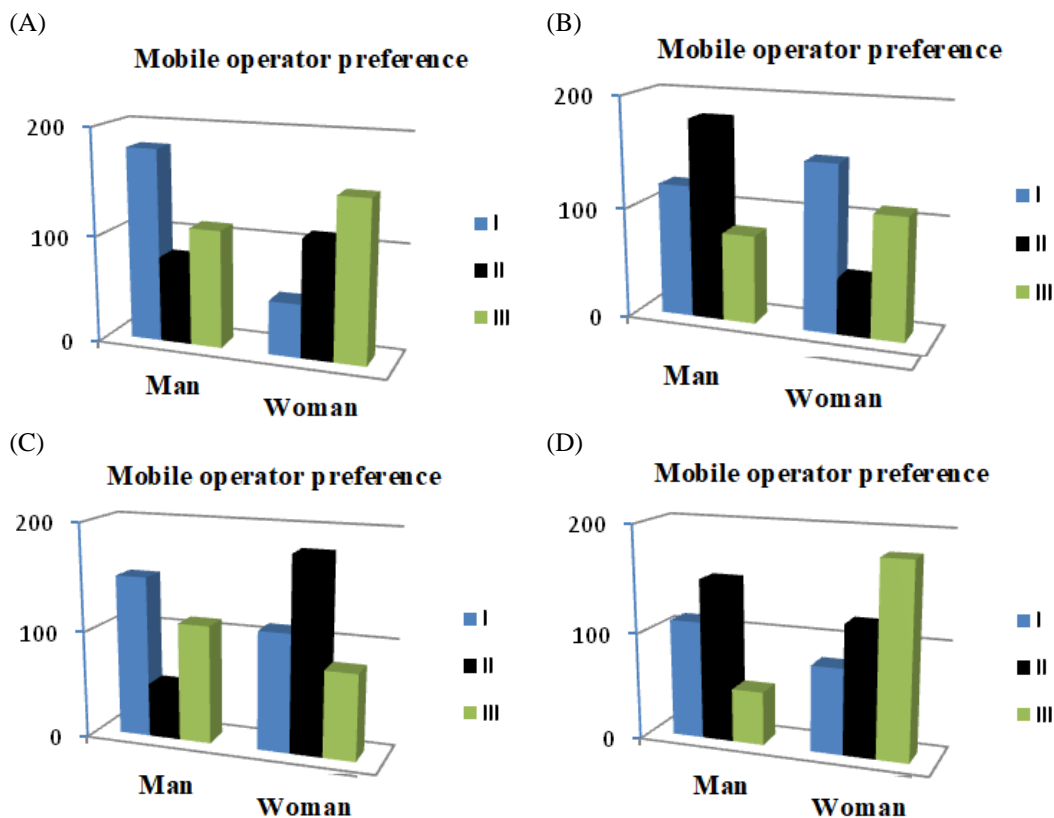 (A)
Mobile operator preference
200
100
0
I
II
III
Man
Woman
(B)
Mobile operator preference
200
100
0
I
II
III
Man
Woman
(C)
Mobile operator preference
200
100
0
I
II
III
Man
Woman
(D)
Mobile operator preference
200
100
0
I
II
III
Man
Woman